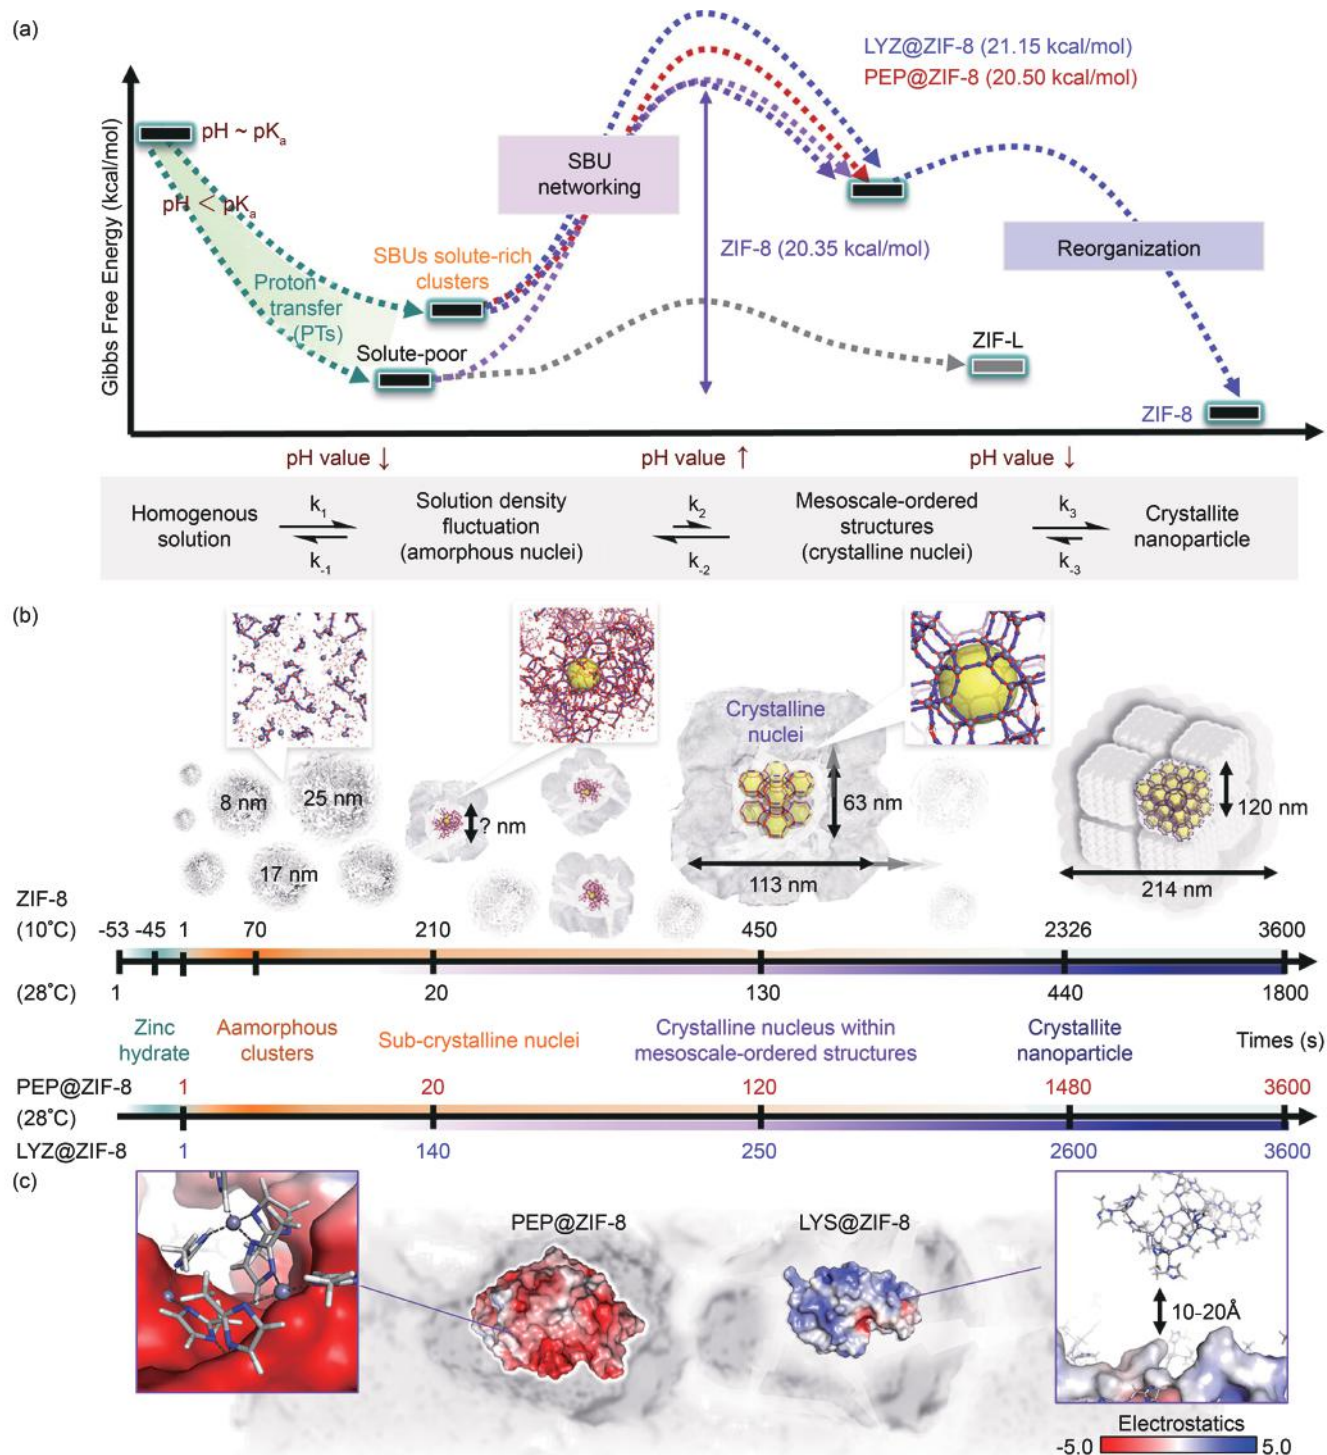 (a)
LYZ@ZIF-8 (21.15 kcal/mol)
PEP@ZIF-8 (20.50 kcal/mol)
Gibbs Free Energy (kcal/mol)
pH ~ pKa
pH < pKa
SBU
networking
Proton
transfer
(PTs)
SBUs solute-rich
clusters
Solute-poor
ZIF-8 (20.35 kcal/mol)
Reorganization
ZIF-L
ZIF-8
pH value ↓
pH value ↑
pH value ↓
Homogenous
solution
k1
k-1
Solution density
fluctuation
(amorphous nuclei)
k2
k-2
Mesoscale-ordered
structures
(crystalline nuclei)
k3
k-3
Crystallite
nanoparticle
(b)
8 nm
25 nm
17 nm
? nm
Crystalline
nuclei
63 nm
113 nm
120 nm
214 nm
ZIF-8
(10°C)
-53 -45 1 70 210 450 2326 3600
(28°C)
1 20 130 440 1800
Zinc
hydrate
Aamorphous
clusters
Sub-crystalline nuclei
Crystalline nucleus within
mesoscale-ordered structures
Crystallite
nanoparticle
Times (s)
PEP@ZIF-8 1 20 120 1480 3600
(28°C)
LYZ@ZIF-8 1 140 250 2600 3600
(c)
PEP@ZIF-8
LYS@ZIF-8
10-20Å
Electrostatics
-5.0 5.0